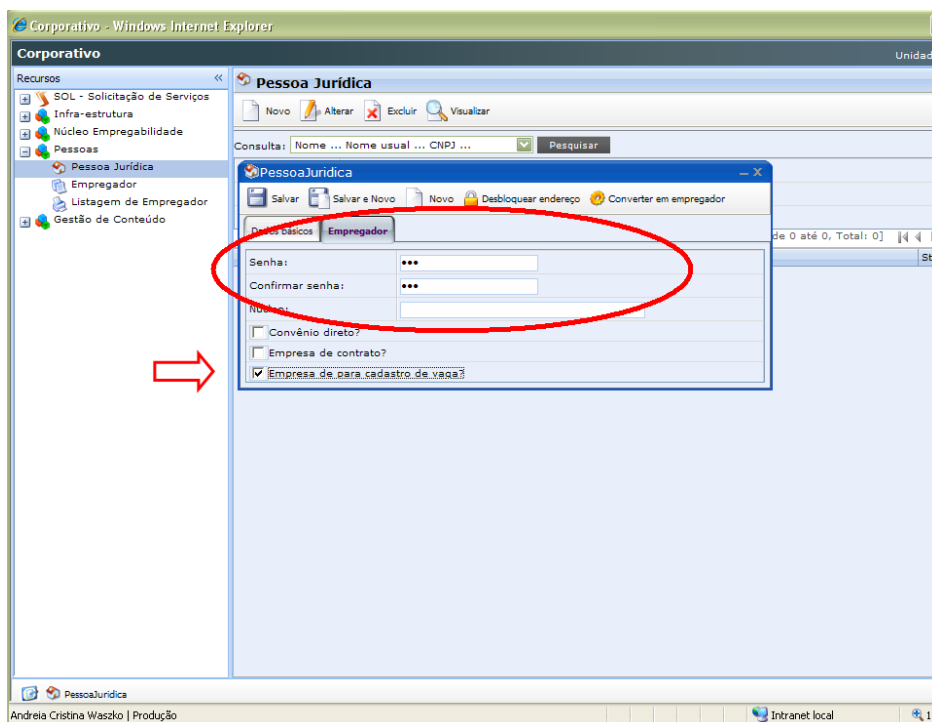 Corporativo - Windows Internet Explorer
Corporativo
Unidad
Recursos
SOL - Solicitação de Serviços
Infra-estrutura
Núcleo Empregabilidade
Pessoas
Pessoa Jurídica
Empregador
Listagem de Empregador
Gestão de Conteúdo
Pessoa Jurídica
Novo Alterar Excluir Visualizar
Consulta: Nome ... Nome usual ... CNPJ ... Pesquisar
PessoaJuridica
Salvar Salvar e Novo Novo Desbloquear endereço Converter em empregador
Dados básicos Empregador
de 0 até 0, Total: 0]
St
Senha: •••
Confirmar senha: •••
Núcleo:
Convênio direto?
Empresa de contrato?
Empresa de para cadastro de vaga?
PessoaJuridica
Andreia Cristina Waszko | Produção
Intranet local
1